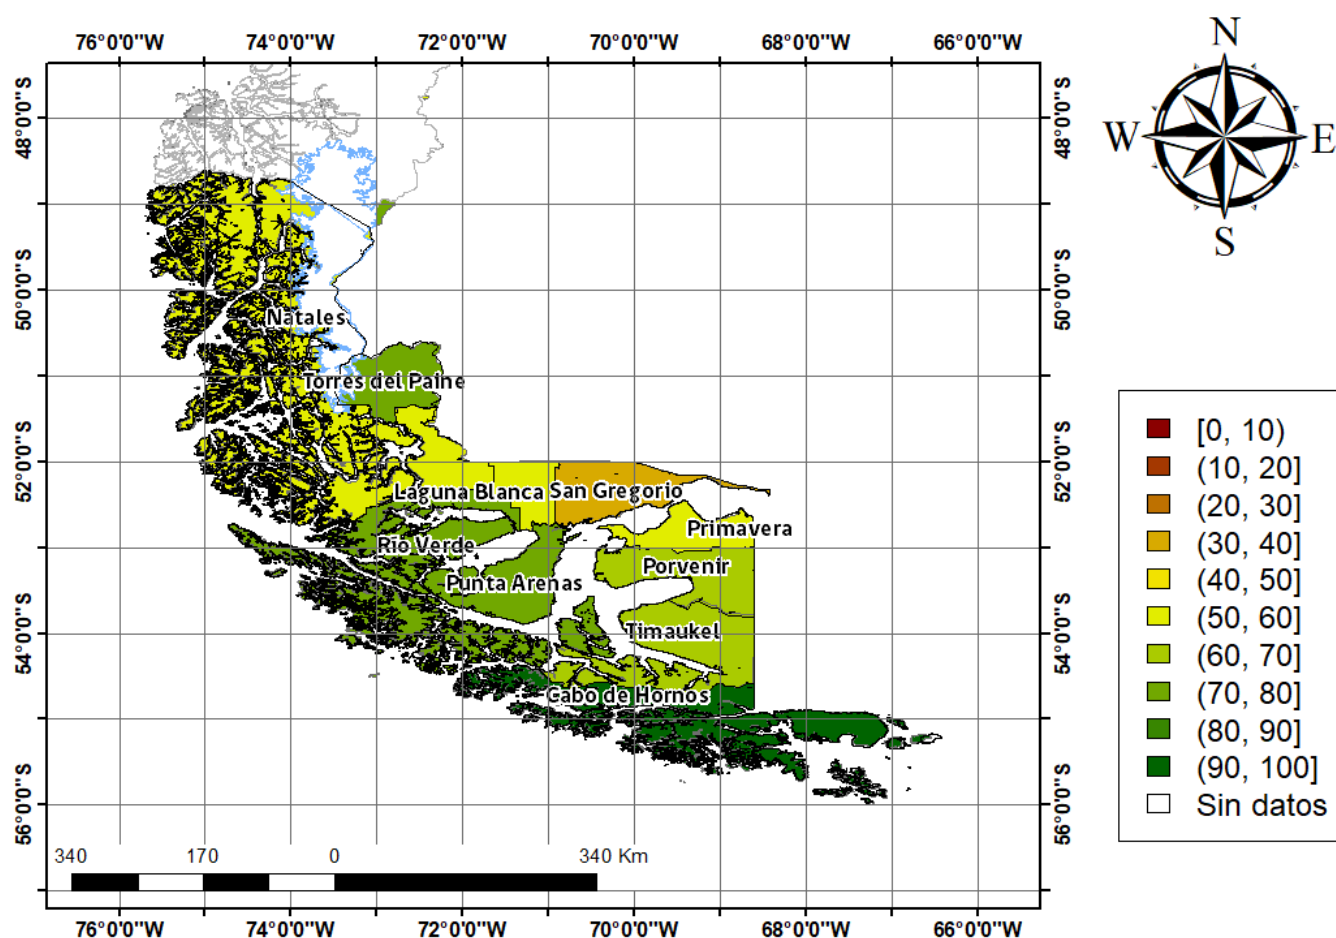 76°0'0"W 74°0'0"W 72°0'0"W 70°0'0"W 68°0'0"W 66°0'0"W
N
W E
S
48°0'0"S 48°0'0"S
50°0'0"S 50°0'0"S
52°0'0"S 52°0'0"S
54°0'0"S 54°0'0"S
56°0'0"S 56°0'0"S
Natales
Torres del Paine
Laguna Blanca San Gregorio
Primavera
Río Verde
Porvenir
Punta Arenas
Timaukel
Cabo de Hornos
340 170 0 340 Km
76°0'0"W 74°0'0"W 72°0'0"W 70°0'0"W 68°0'0"W 66°0'0"W
[0, 10)
(10, 20]
(20, 30]
(30, 40]
(40, 50]
(50, 60]
(60, 70]
(70, 80]
(80, 90]
(90, 100]
Sin datos